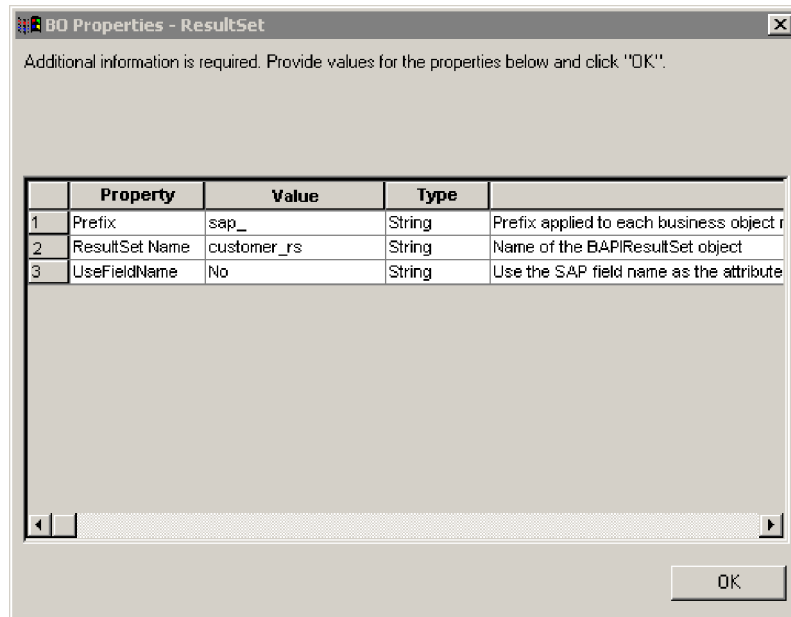 BO Properties - ResultSet
Additional information is required. Provide values for the properties below and click "OK".
Property Value Type
1 Prefix sap_ String Prefix applied to each business object
2 ResultSet Name customer_rs String Name of the BAPIResultSet object
3 UseFieldName No String Use the SAP field name as the attribute
OK